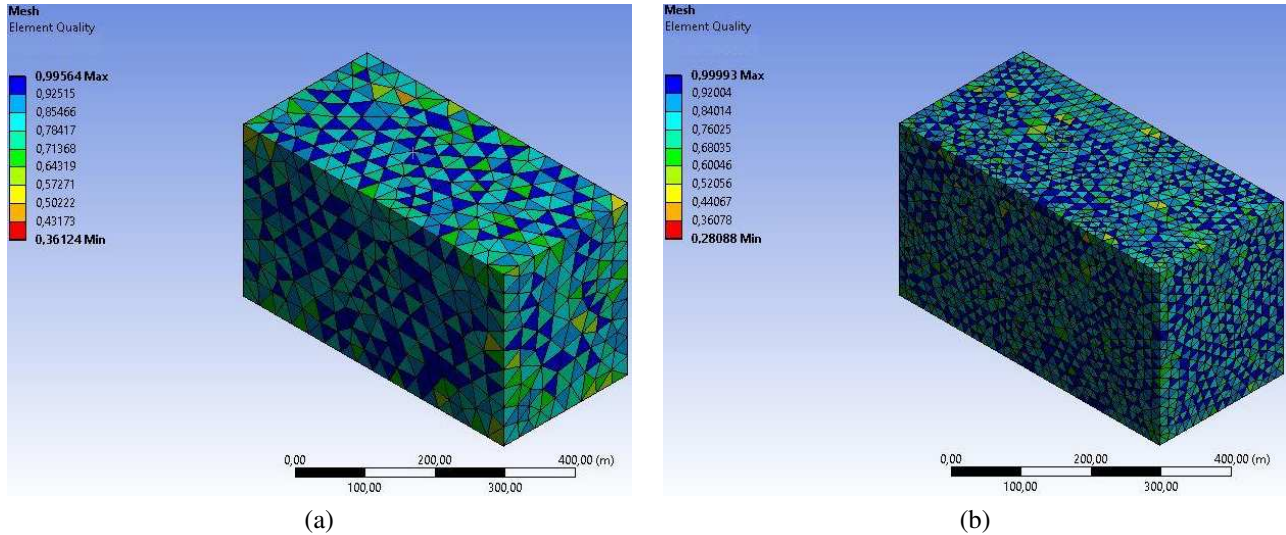 Mesh
Element Quality
0,99564 Max
0,92515
0,85466
0,78417
0,71368
0,64319
0,57271
0,50222
0,43173
0,36124 Min
0,00 200,00 400,00 (m)
100,00 300,00
(a)
Mesh
Element Quality
0,99993 Max
0,92004
0,84014
0,76025
0,68035
0,60046
0,52056
0,44067
0,36078
0,28088 Min
0,00 200,00 400,00 (m)
100,00 300,00
(b)